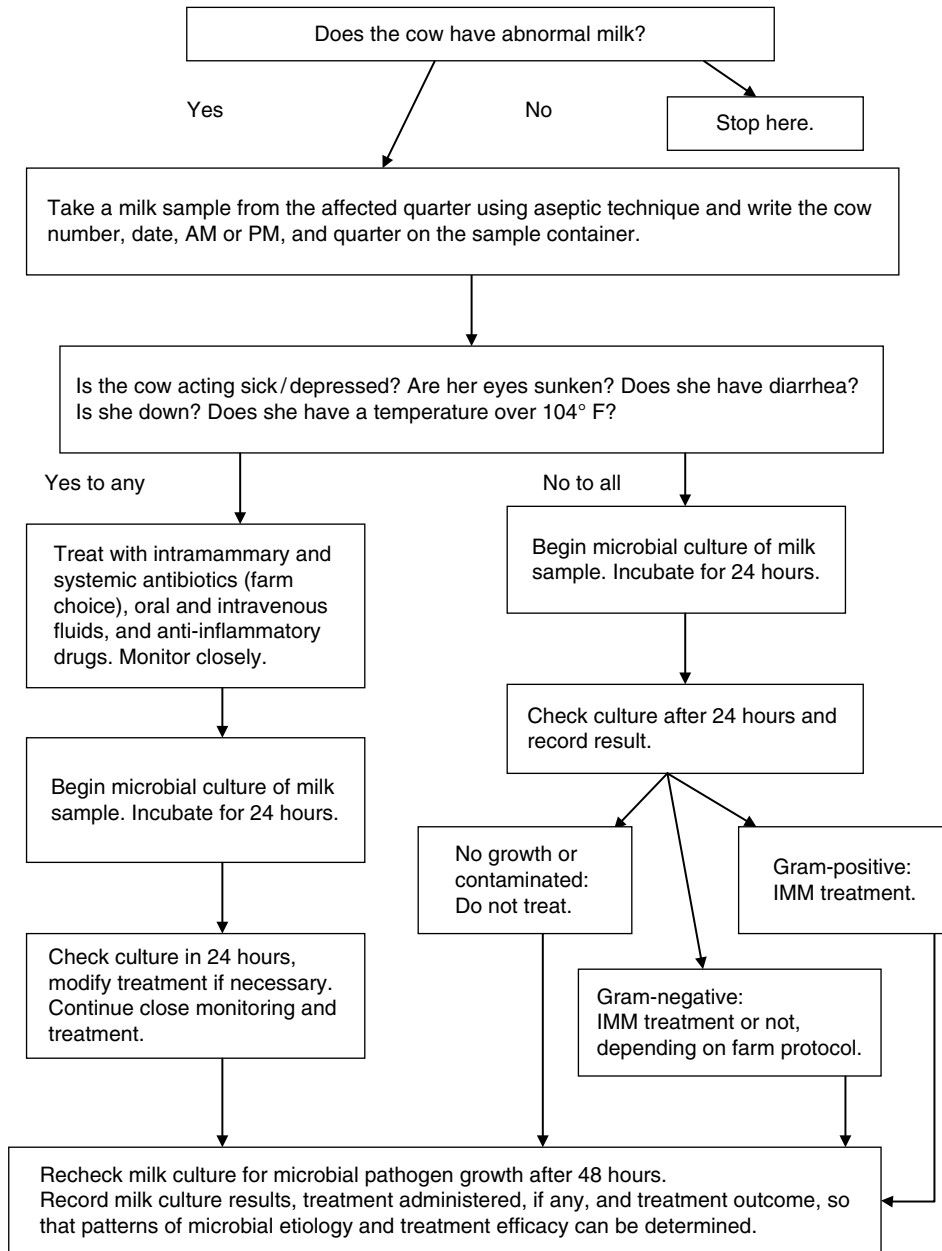 Does the cow have abnormal milk?
Yes
No
Stop here.
Take a milk sample from the affected quarter using aseptic technique and write the cow
number, date, AM or PM, and quarter on the sample container.
Is the cow acting sick/depressed? Are her eyes sunken? Does she have diarrhea?
Is she down? Does she have a temperature over 104° F?
Yes to any
No to all
Treat with intramammary and
systemic antibiotics (farm
choice), oral and intravenous
fluids, and anti-inflammatory
drugs. Monitor closely.
Begin microbial culture of milk
sample. Incubate for 24 hours.
Check culture in 24 hours,
modify treatment if necessary.
Continue close monitoring and
treatment.
Begin microbial culture of milk
sample. Incubate for 24 hours.
Check culture after 24 hours and
record result.
No growth or
contaminated:
Do not treat.
Gram-positive:
IMM treatment.
Gram-negative:
IMM treatment or not,
depending on farm protocol.
Recheck milk culture for microbial pathogen growth after 48 hours.
Record milk culture results, treatment administered, if any, and treatment outcome, so
that patterns of microbial etiology and treatment efficacy can be determined.